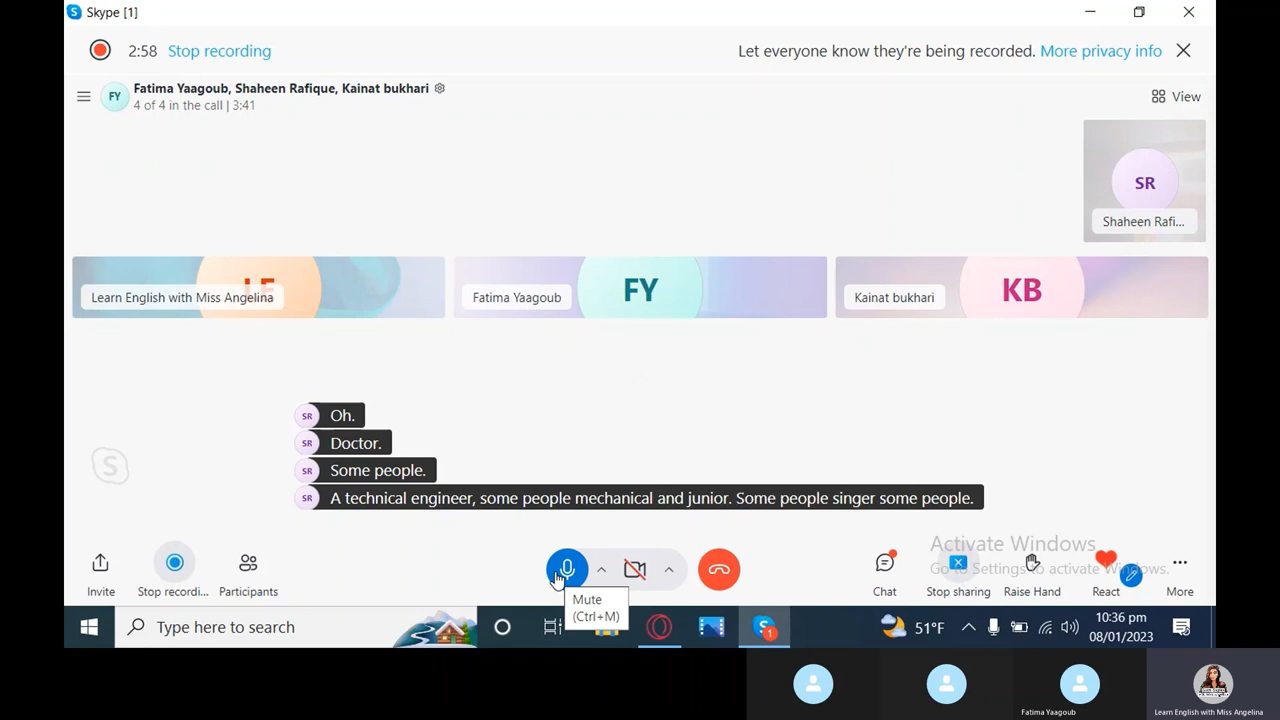 Skype [1]
2:58 Stop recording
Let everyone know they're being recorded. More privacy info
FY
Fatima Yaagoub, Shaheen Rafique, Kainat bukhari
4 of 4 in the call | 3:41
View
SR
Shaheen Rafi...
LE
Learn English with Miss Angelina
FY
Fatima Yaagoub
KB
Kainat bukhari
SR Oh.
SR Doctor.
SR Some people.
SR A technical engineer, some people mechanical and junior. Some people singer some people.
Activate Windows
Go to Settings to activate Windows.
Invite
Stop recordi...
Participants
Mute
(Ctrl+M)
Chat
Stop sharing
Raise Hand
React
More
Type here to search
1
51°F
10:36 pm
08/01/2023
Fatima Yaagoub
Learn English with Miss Angelina